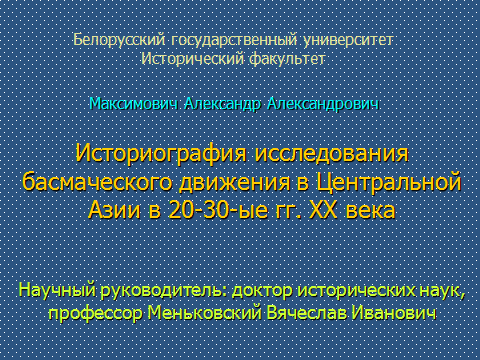 Белорусский государственный университет
Исторический факультет
Максимович Александр Александрович
Историография исследования
басмаческого движения в Центральной
Азии в 20-30-ые гг. XX века
Научный руководитель: доктор исторических наук,
профессор Меньковский Вячеслав Иванович